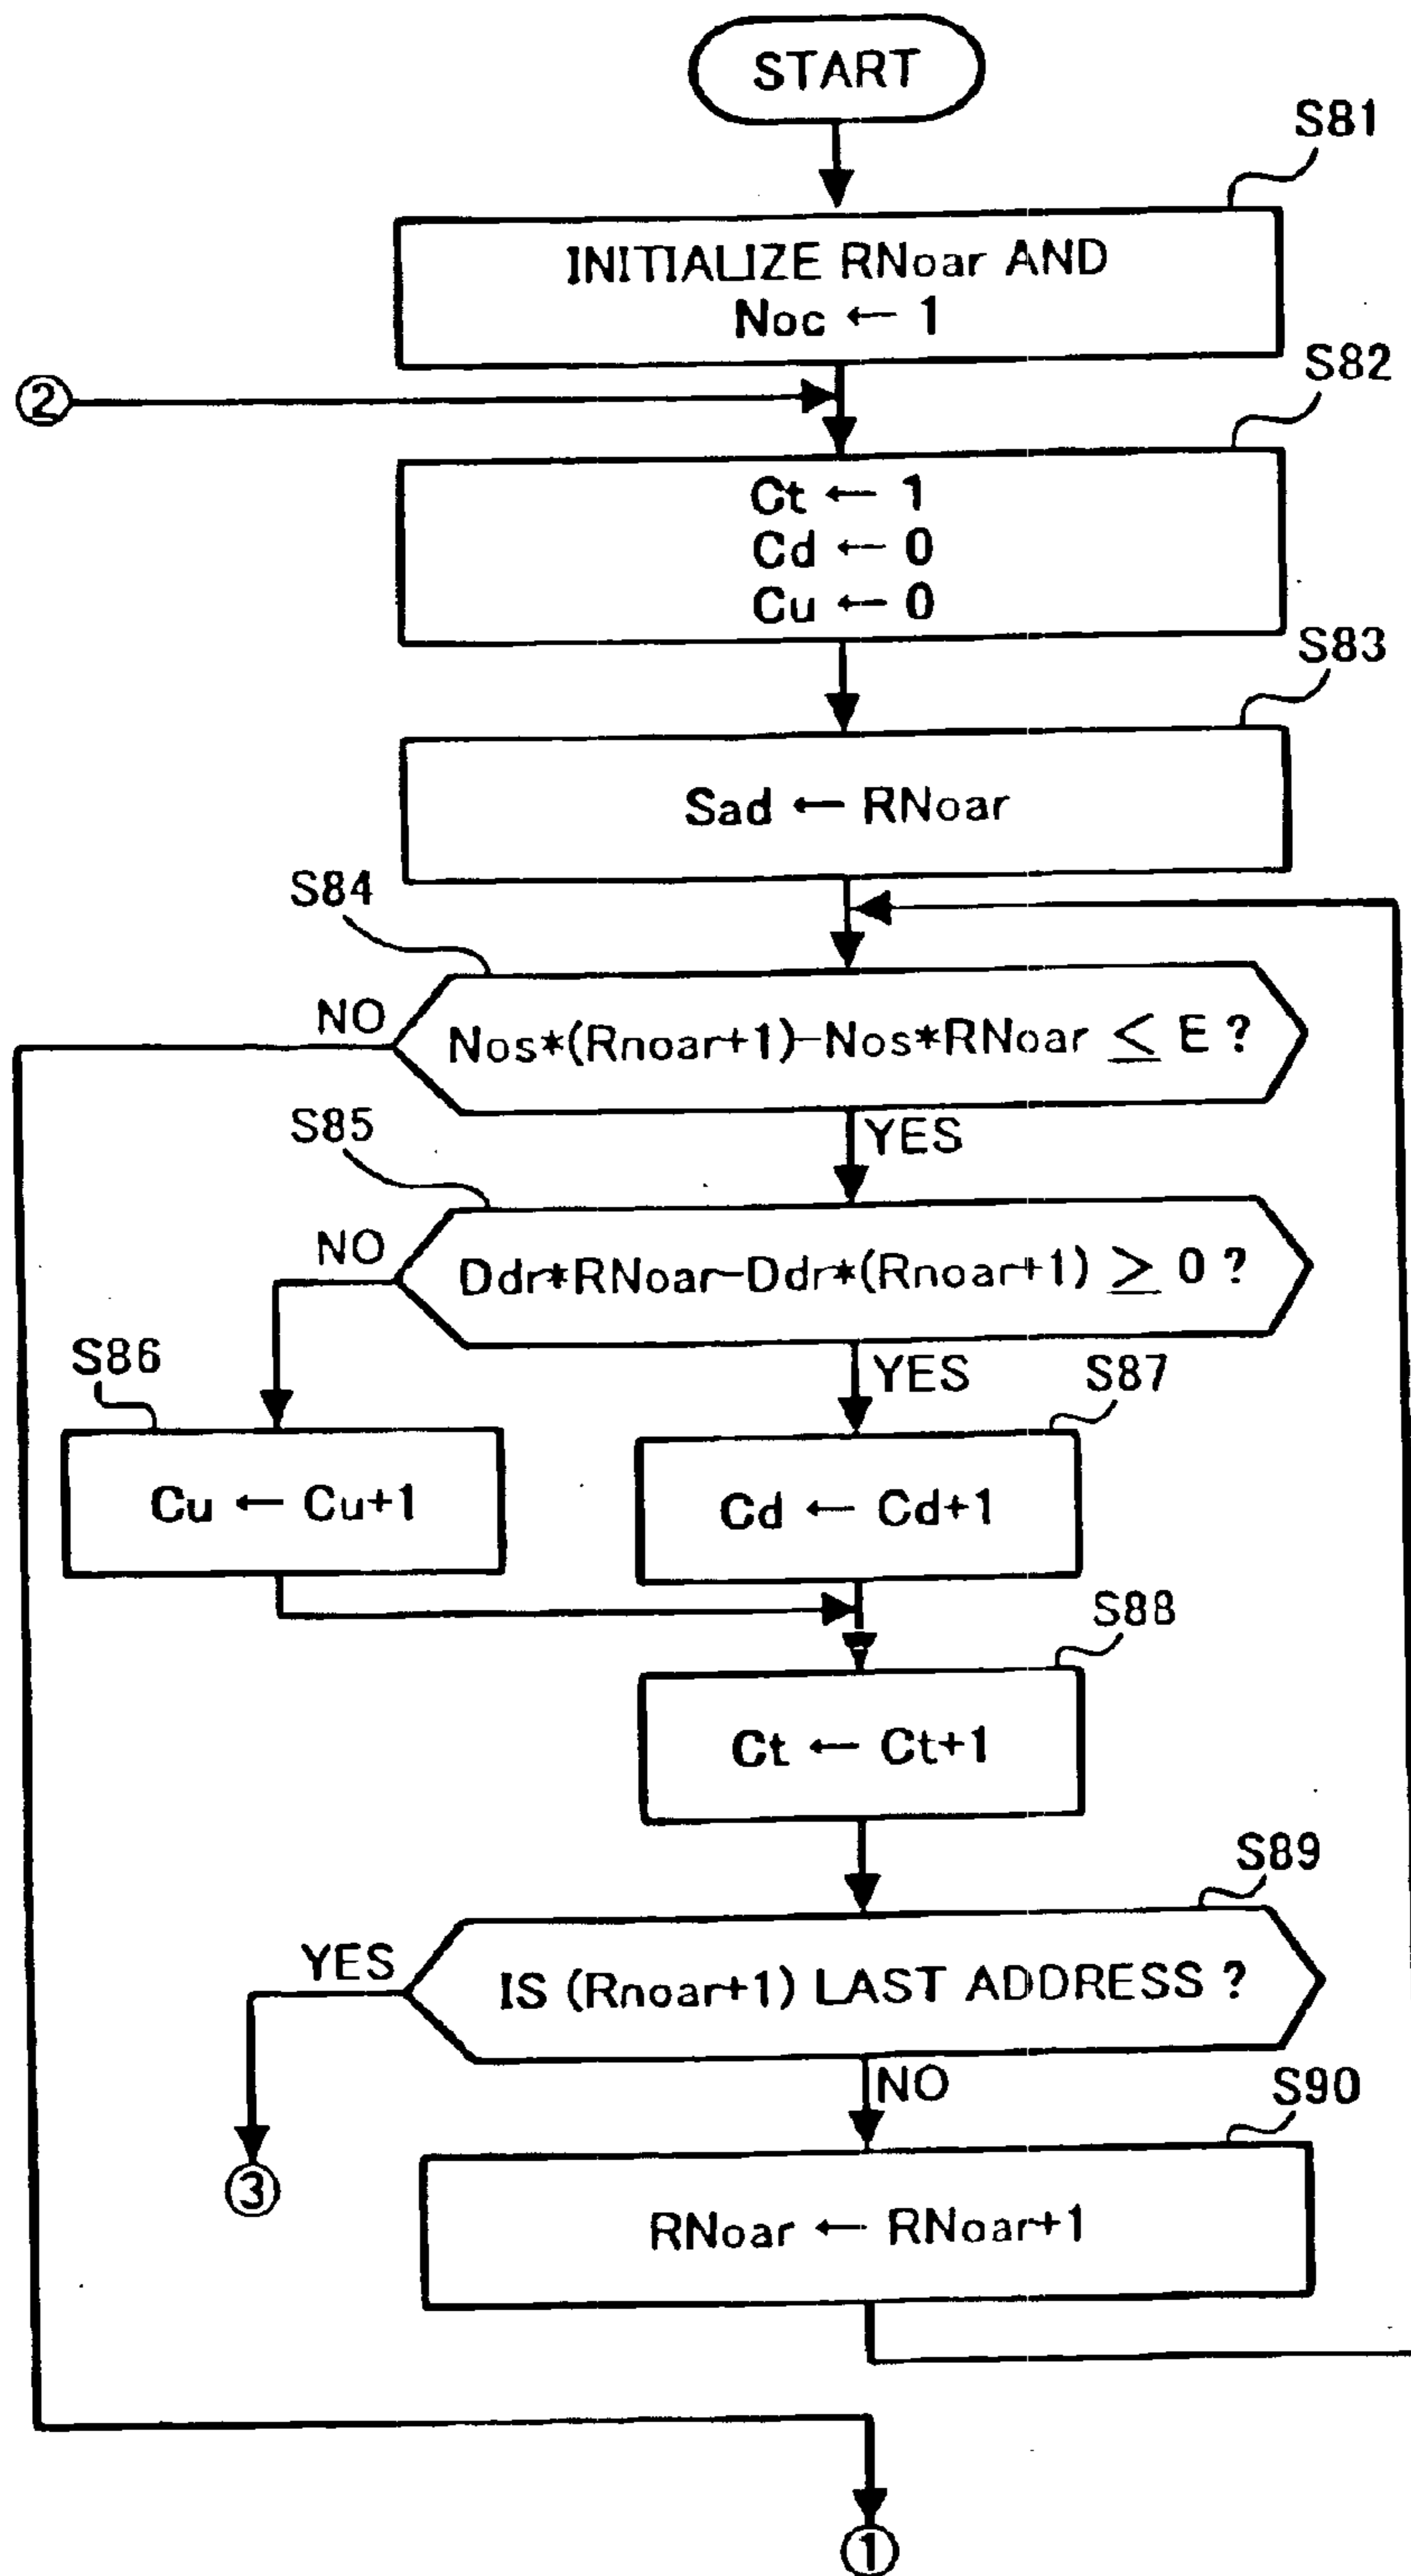 START
S81
INITIALIZE RNoar AND
Noc ← 1
②
S82
Ct ← 1
Cd ← 0
Cu ← 0
S83
Sad ← RNoar
S84
NO
Nos*(Rnoar+1)-Nos*RNoar ≤ E ?
YES
S85
NO
Ddr*RNoar-Ddr*(Rnoar+1) ≥ 0 ?
YES
S86
Cu ← Cu+1
S87
Cd ← Cd+1
S88
Ct ← Ct+1
S89
YES
IS (Rnoar+1) LAST ADDRESS ?
NO
③
S90
RNoar ← RNoar+1
①